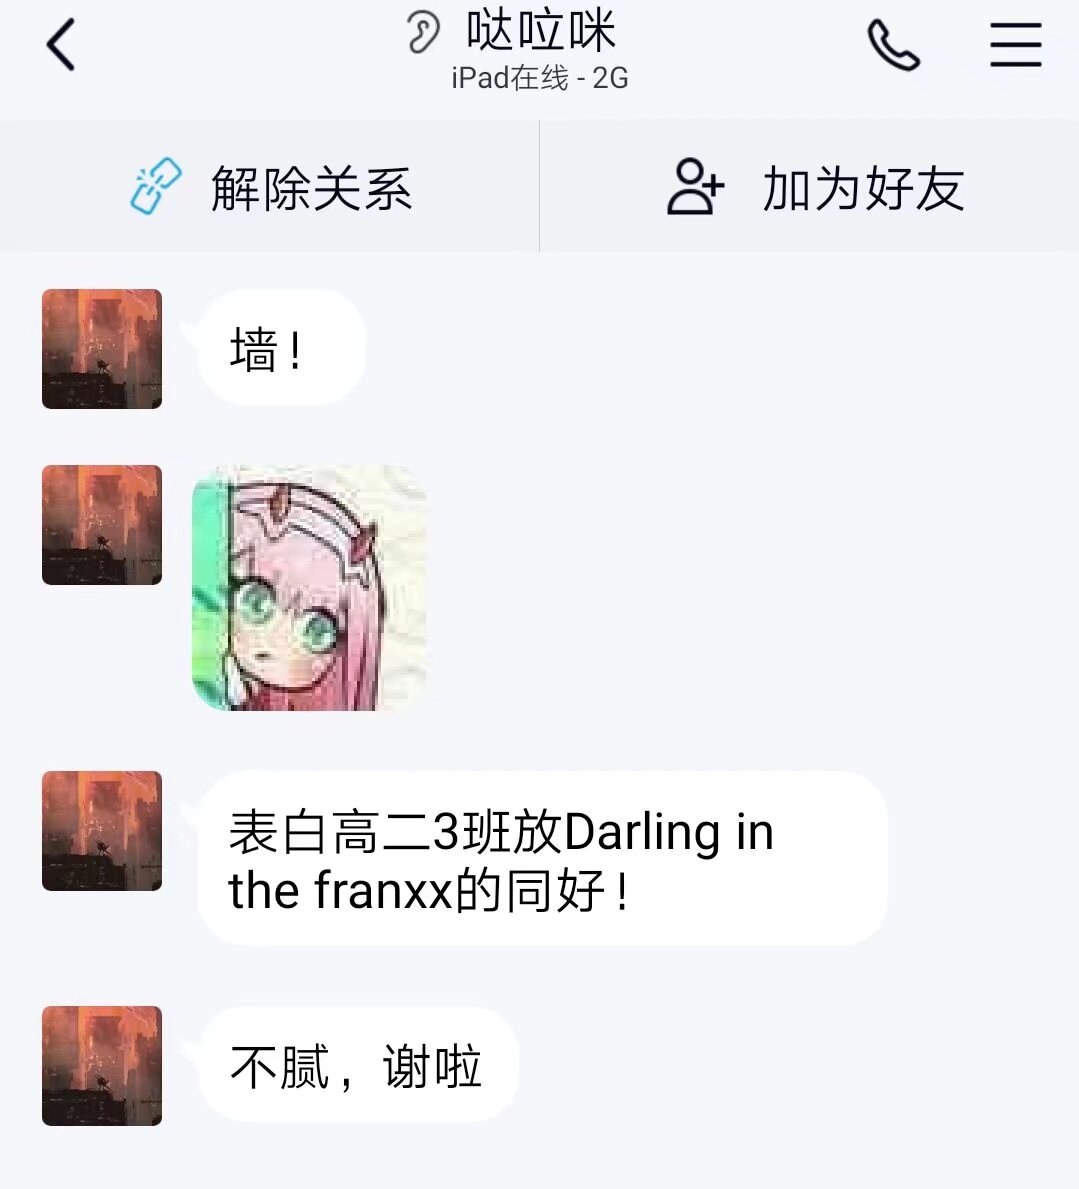 哒㕸咪
iPad在线 - 2G
解除关系
加为好友
墙！
表白高二3班放Darling in
the franxx的同好！
不腻，谢啦